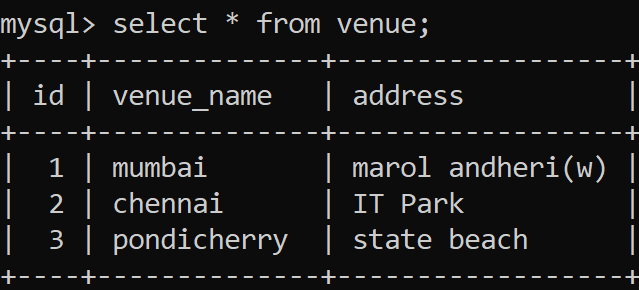 mysql> select * from venue;
+----+--------------+-----------------+
| id | venue_name   | address         |
+----+--------------+-----------------+
|  1 | mumbai       | marol andheri(w) |
|  2 | chennai      | IT Park         |
|  3 | pondicherry  | state beach     |
+----+--------------+-----------------+